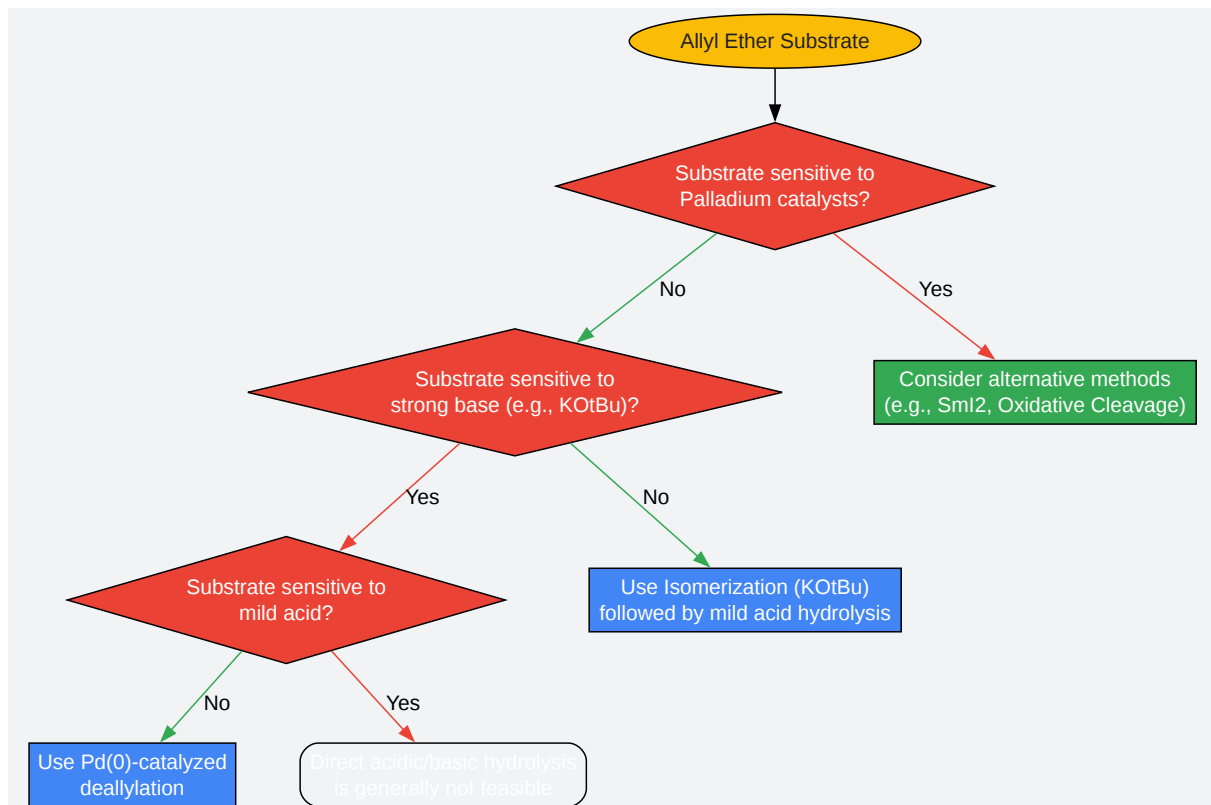 Allyl Ether Substrate
Substrate sensitive to
Palladium catalysts?
No
Yes
Substrate sensitive to
strong base (e.g., KOtBu)?
Consider alternative methods
(e.g., SmI2, Oxidative Cleavage)
Yes
No
Substrate sensitive to
mild acid?
Use Isomerization (KOtBu)
followed by mild acid hydrolysis
No
Yes
Use Pd(0)-catalyzed
deallylation
Direct acidic/basic hydrolysis
is generally not feasible